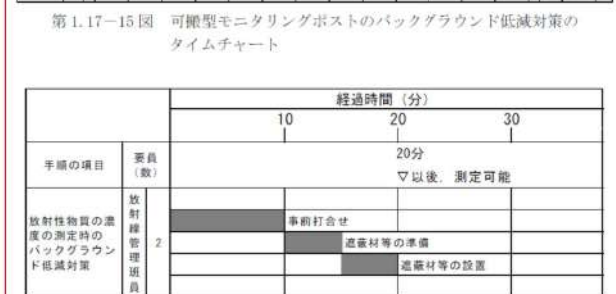 第1.17－15図　可搬型モニタリングポストのバックグラウンド低減対策の
タイムチャート
経過時間（分）
10 20 30
手順の項目
要員
（数）
20分
▽以後，測定可能
放射性物質の濃
度の測定時の
バックグラウン
ド低減対策
放
射
線
管
理
班
員
2
事前打合せ
遮蔽材等の準備
遮蔽材等の設置